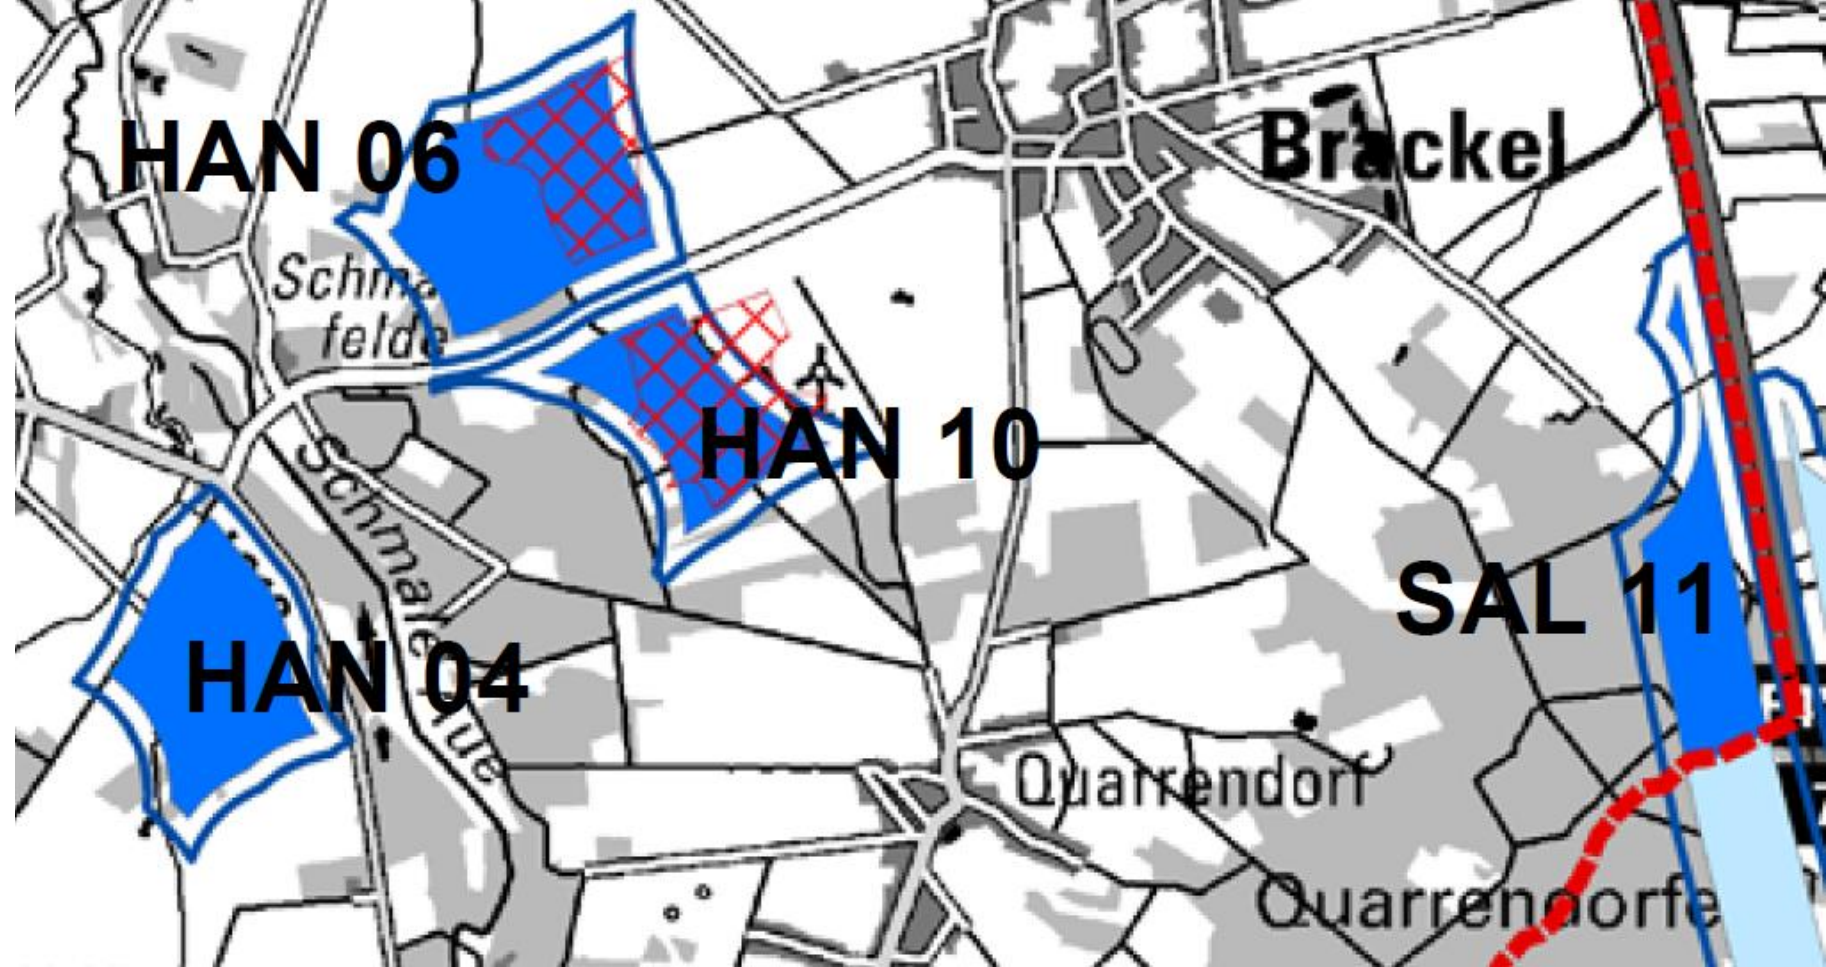 HAN 06
Brackel
Schma
felde
HAN 10
Schmale Aue
SAL 11
HAN 04
Quarrendorf
Quarrendorfe